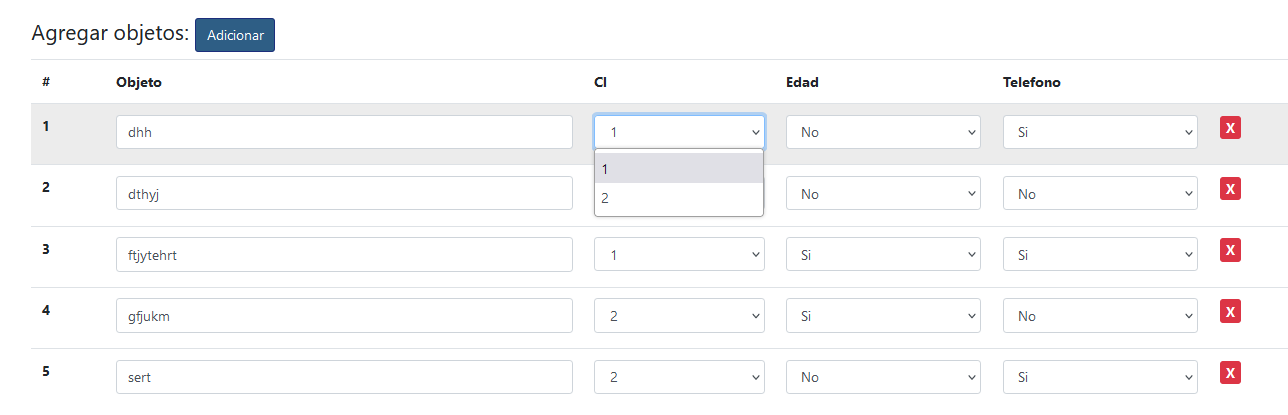 Agregar objetos: Adicionar
# Objeto CI Edad Telefono
1 dhh 1 No Si X
1
2
2 dthyj No No X
3 ftjytehrt 1 Si Si X
4 gfjukm 2 Si No X
5 sert 2 No Si X